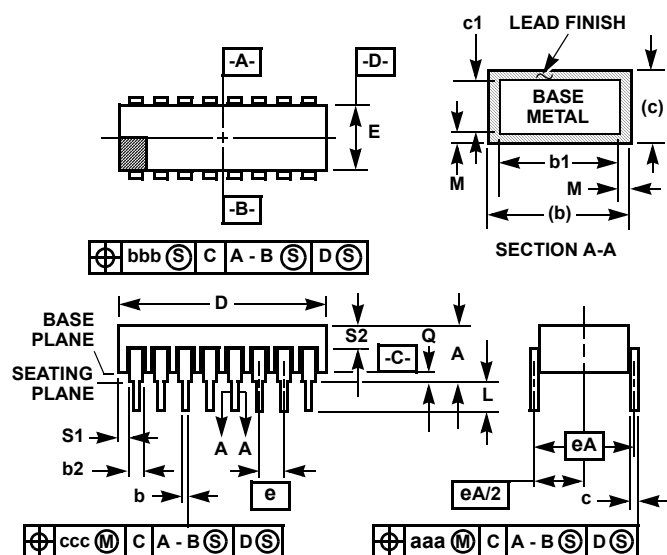 c1
LEAD FINISH
-A-
-D-
E
BASE
METAL
(c)
M
b1
M
-B-
(b)
bbb Ⓢ C A - B Ⓢ D Ⓢ
SECTION A-A
D
BASE
PLANE
S2
Q
A
-C-
SEATING
PLANE
L
S1
A A
eA
b2
e
eA/2
b
c
ccc Ⓜ C A - B Ⓢ D Ⓢ
aaa Ⓜ C A - B Ⓢ D Ⓢ